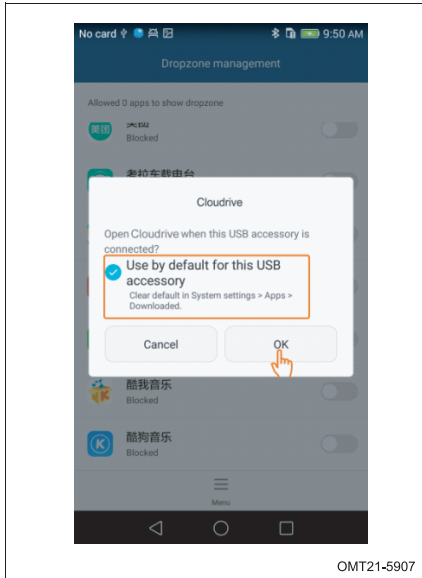 No card 9:50 AM
Dropzone management
Allowed 0 apps to show dropzone
美团
Blocked
考拉车载电台
Cloudrive
Open Cloudrive when this USB accessory is
connected?
Use by default for this USB
accessory
Clear default in System settings > Apps >
Downloaded.
Cancel OK
酷我音乐
Blocked
K 酷狗音乐
Blocked
Menu
OMT21-5907